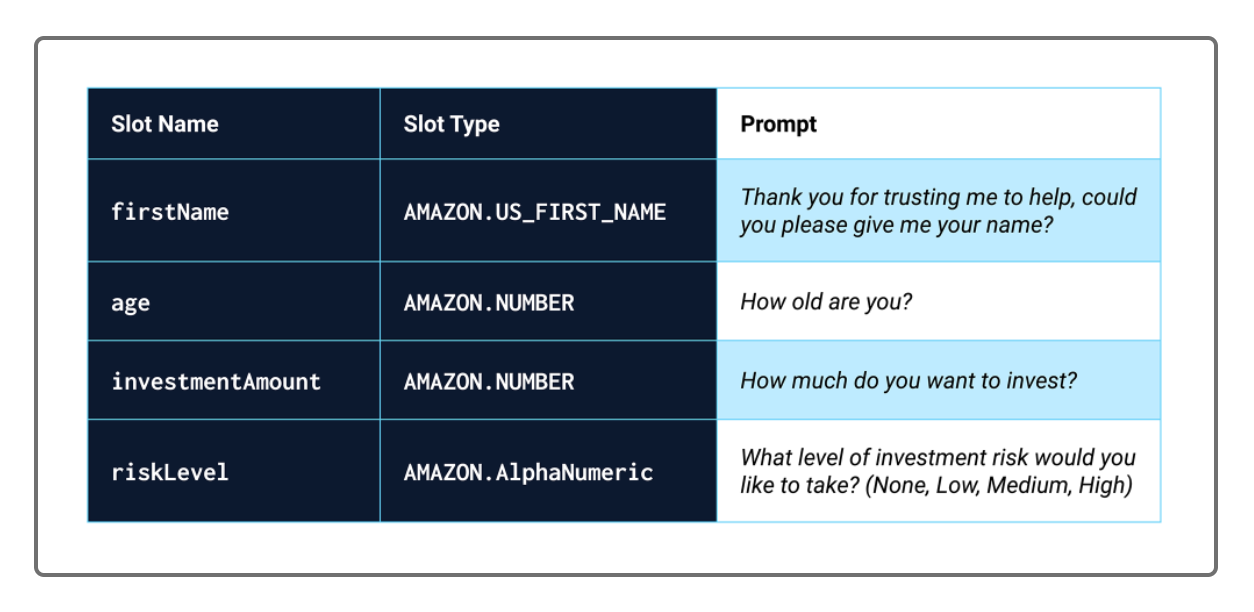 Slot Name
Slot Type
Prompt
firstName
AMAZON.US_FIRST_NAME
Thank you for trusting me to help, could
you please give me your name?
age
AMAZON.NUMBER
How old are you?
investmentAmount
AMAZON.NUMBER
How much do you want to invest?
riskLevel
AMAZON.AlphaNumeric
What level of investment risk would you
like to take? (None, Low, Medium, High)